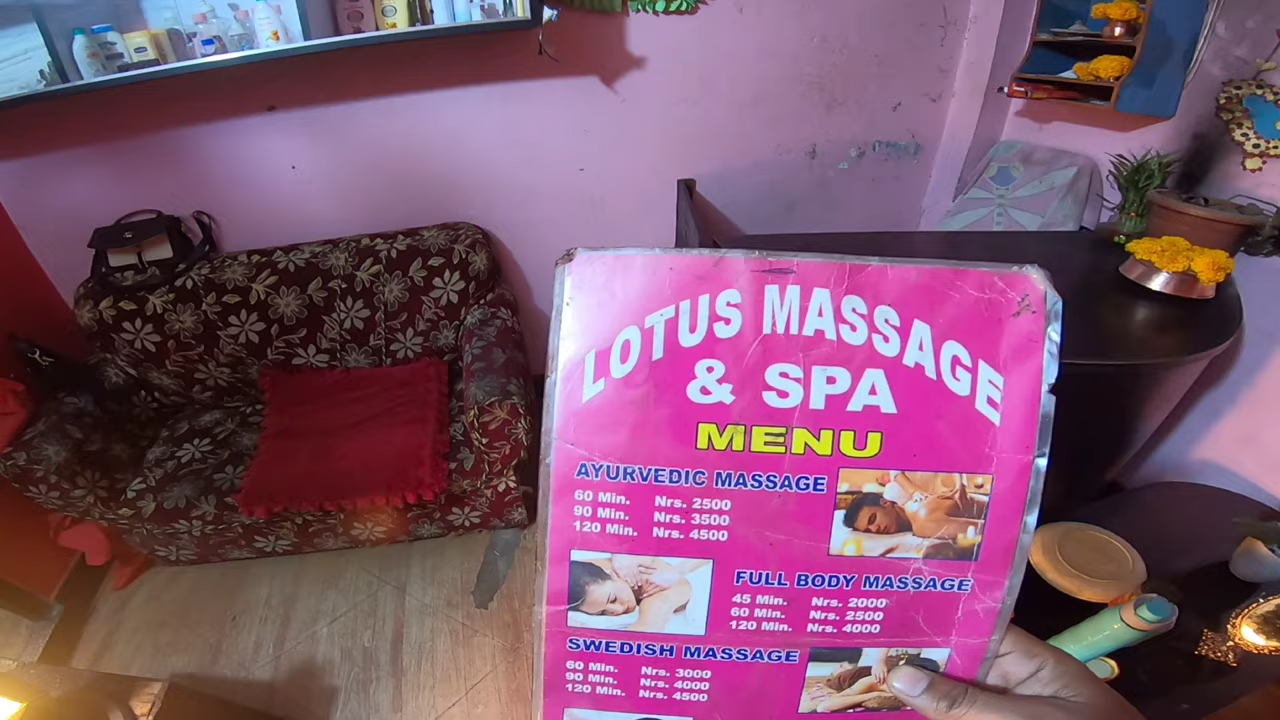 LOTUS MASSAGE
& SPA
MENU
AYURVEDIC MASSAGE
60 Min. Nrs. 2500
90 Min. Nrs. 3500
120 Min. Nrs. 4500
FULL BODY MASSAGE
45 Min. Nrs. 2000
60 Min. Nrs. 2500
120 Min. Nrs. 4000
SWEDISH MASSAGE
60 Min. Nrs. 3000
90 Min. Nrs. 4000
120 Min. Nrs. 4500